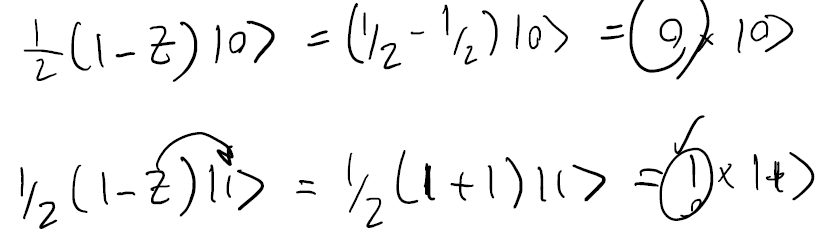 1/2 (1-Z) |0> = (1/2 - 1/2) |0> = 0 × |0>
1/2 (1-Z) |1> = 1/2 (1+1) |1> = 1 × |1>